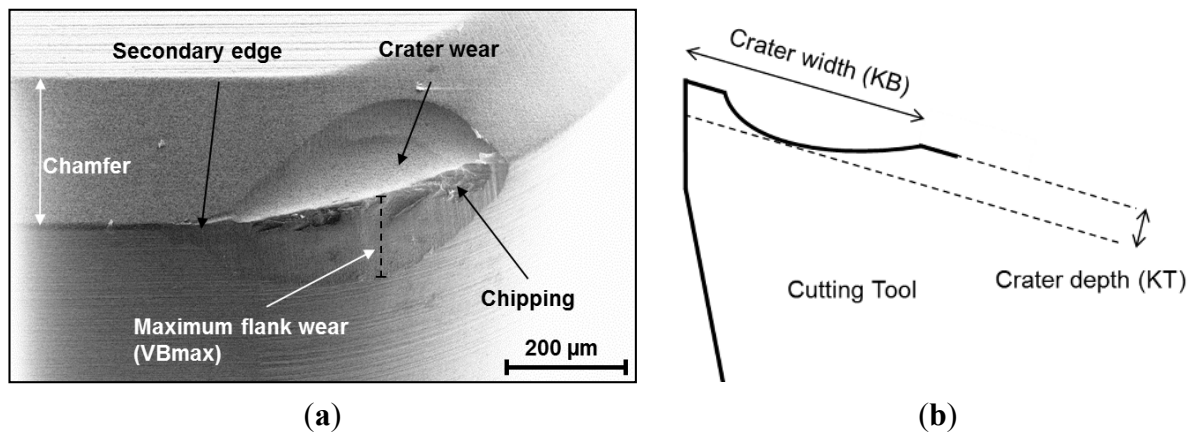 Secondary edge
Crater wear
Chamfer
Chipping
Maximum flank wear
(VBmax)
200 µm
(a)
Crater width (KB)
Crater depth (KT)
Cutting Tool
(b)